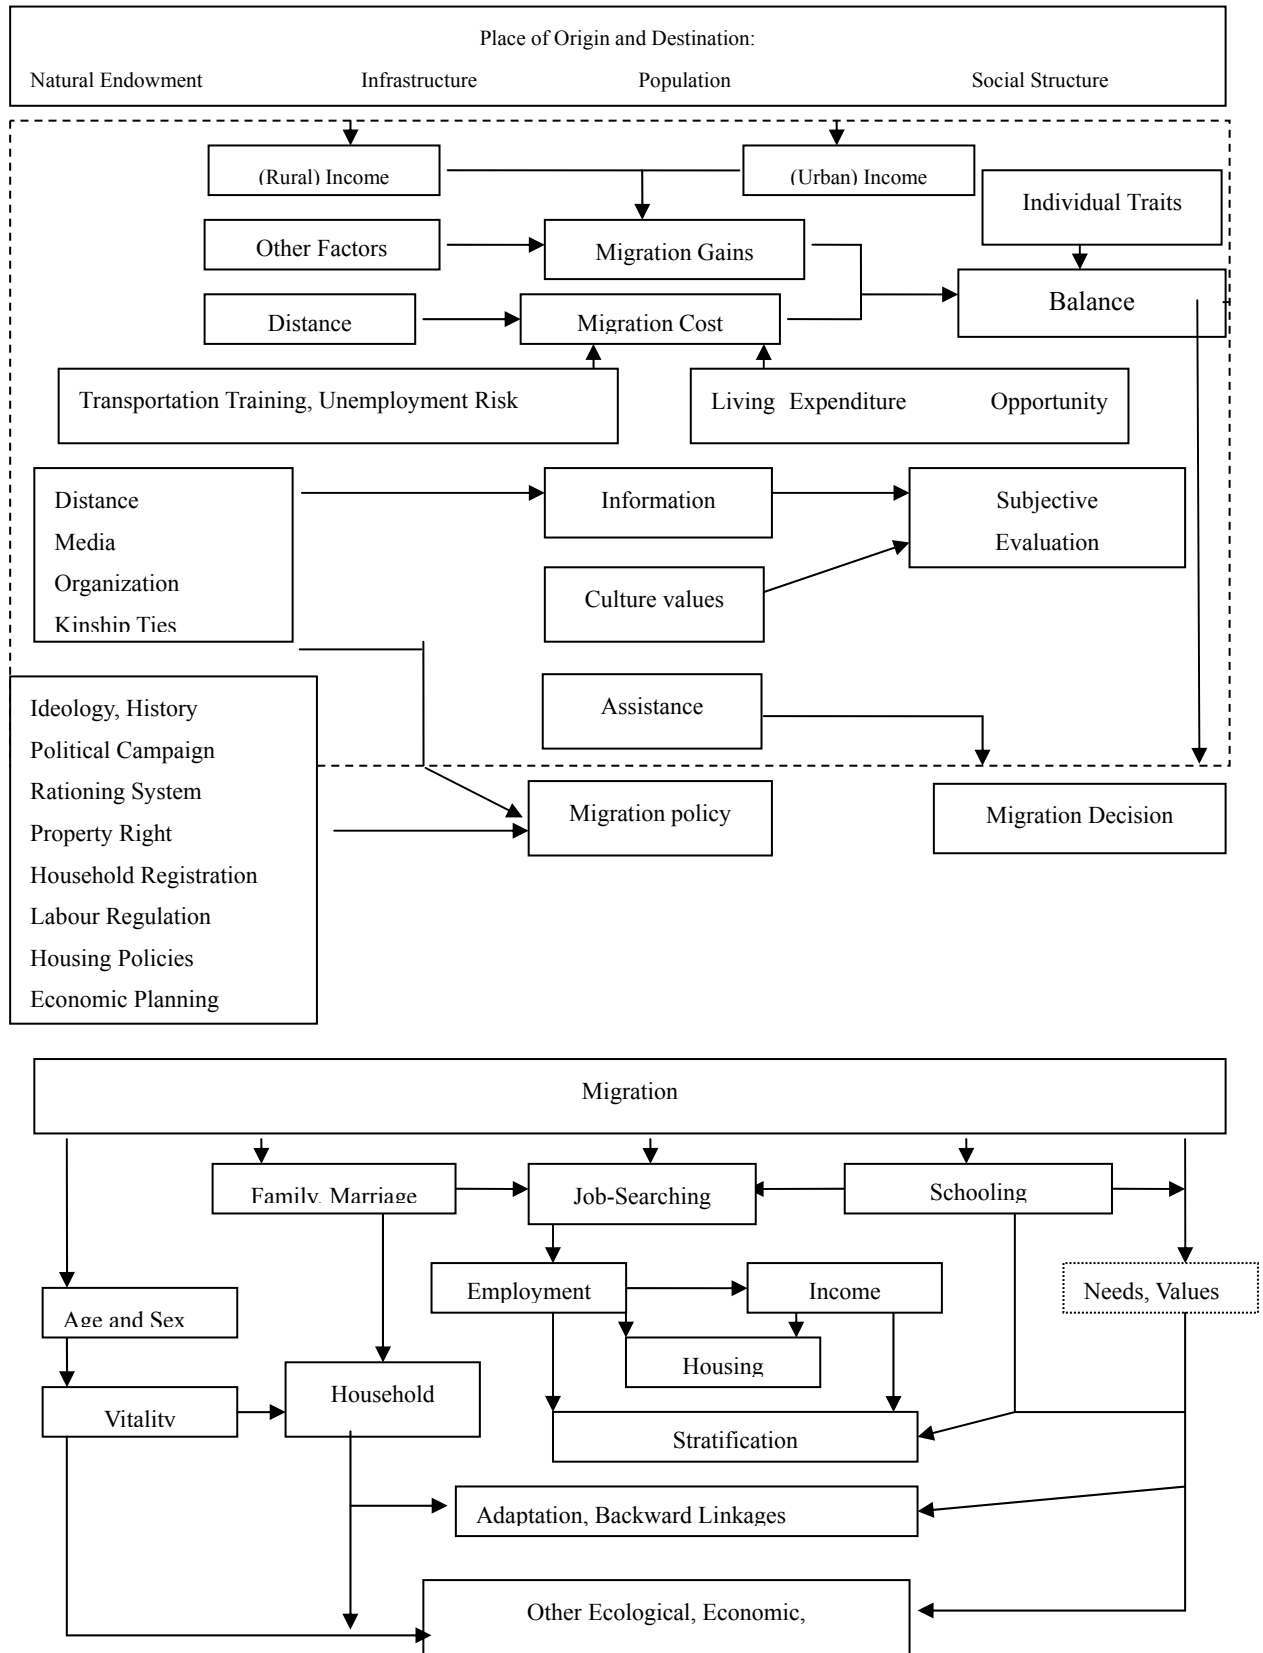 Place of Origin and Destination:
Natural Endowment Infrastructure Population Social Structure
(Rural) Income
(Urban) Income
Individual Traits
Other Factors
Migration Gains
Balance
Distance
Migration Cost
Transportation Training, Unemployment Risk
Living Expenditure Opportunity
Distance
Media
Organization
Kinship Ties
Information
Subjective
Evaluation
Culture values
Assistance
Ideology, History
Political Campaign
Rationing System
Property Right
Household Registration
Labour Regulation
Housing Policies
Economic Planning
Migration policy
Migration Decision
Migration
Family, Marriage
Job-Searching
Schooling
Employment
Income
Needs, Values
Age and Sex
Housing
Household
Vitality
Stratification
Adaptation, Backward Linkages
Other Ecological, Economic,